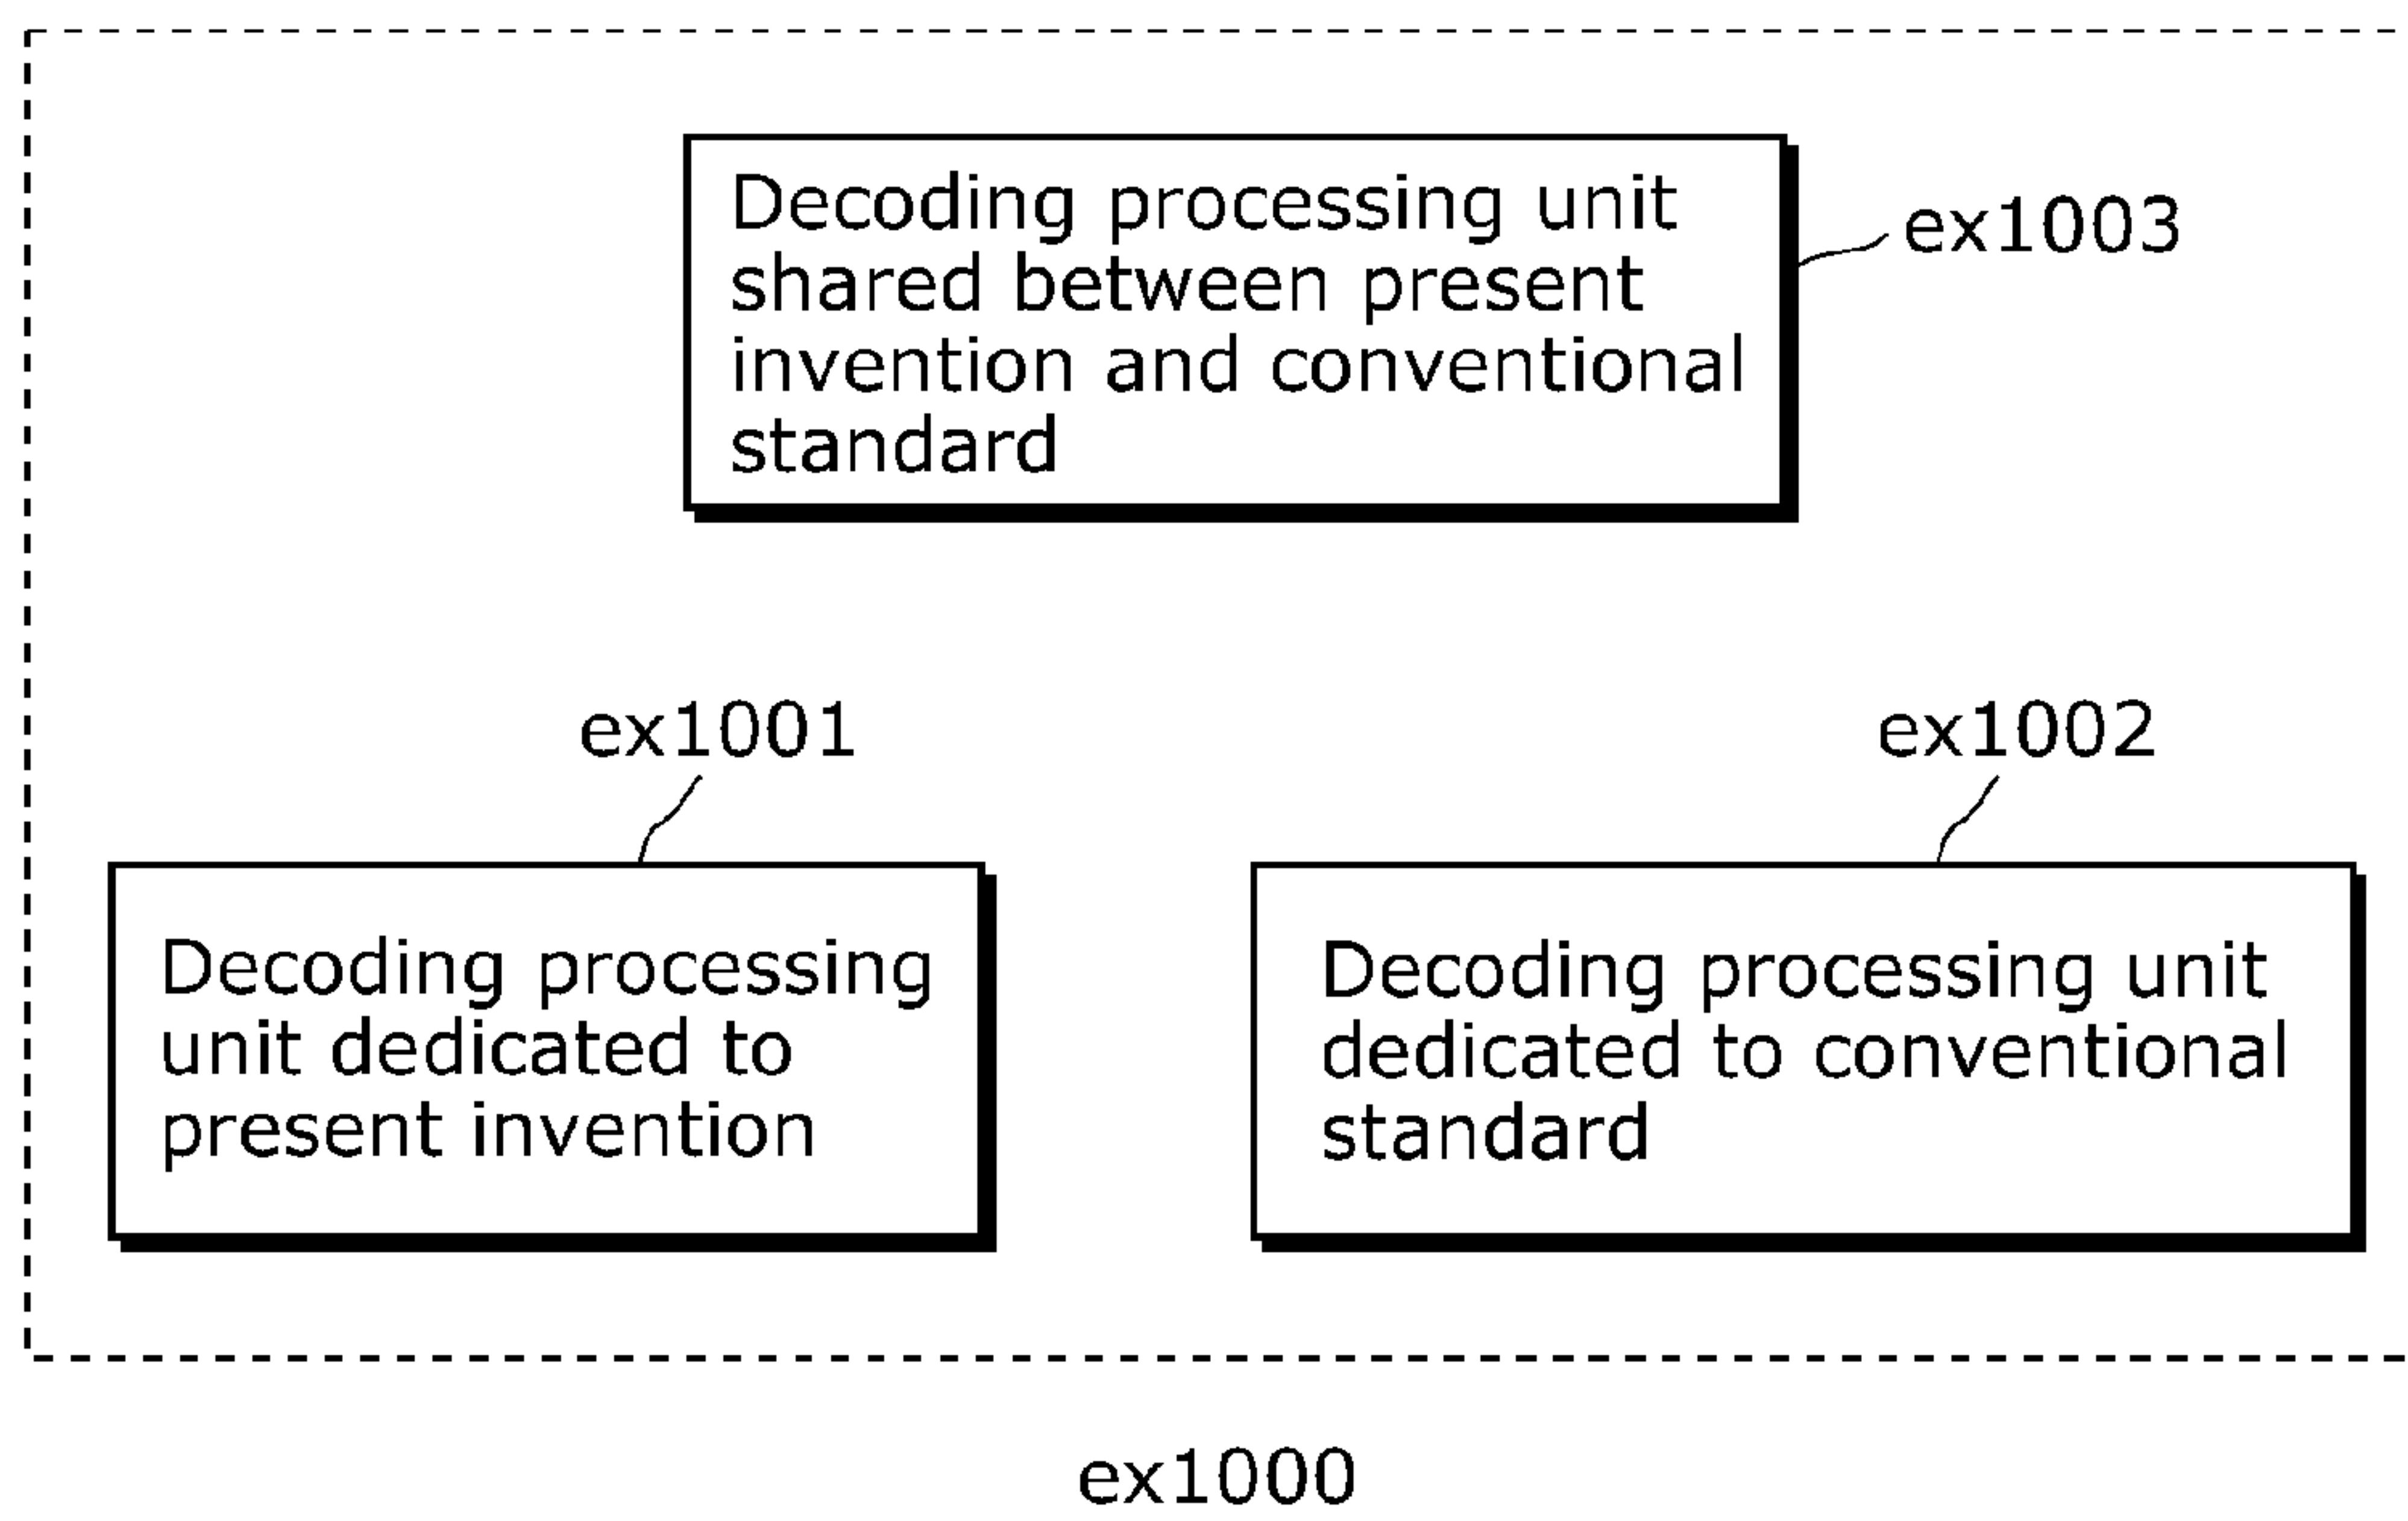 Decoding processing unit
shared between present
invention and conventional
standard
ex1003
ex1001
ex1002
Decoding processing
unit dedicated to
present invention
Decoding processing unit
dedicated to conventional
standard
ex1000